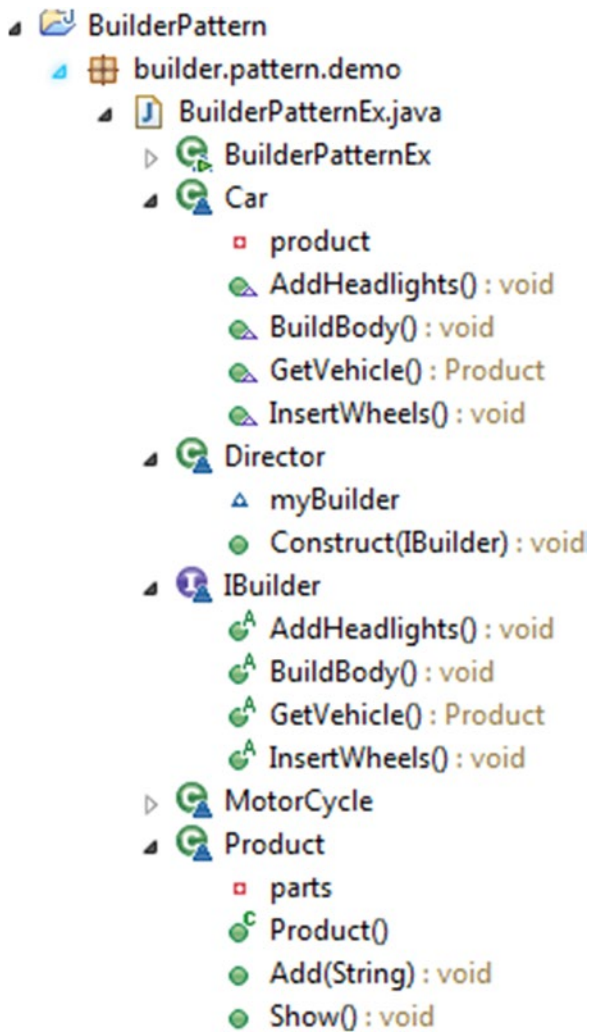 BuilderPattern
builder.pattern.demo
BuilderPatternEx.java
BuilderPatternEx
Car
product
AddHeadlights() : void
BuildBody() : void
GetVehicle() : Product
InsertWheels() : void
Director
myBuilder
Construct(IBuilder) : void
IBuilder
AddHeadlights() : void
BuildBody() : void
GetVehicle() : Product
InsertWheels() : void
MotorCycle
Product
parts
Product()
Add(String) : void
Show() : void